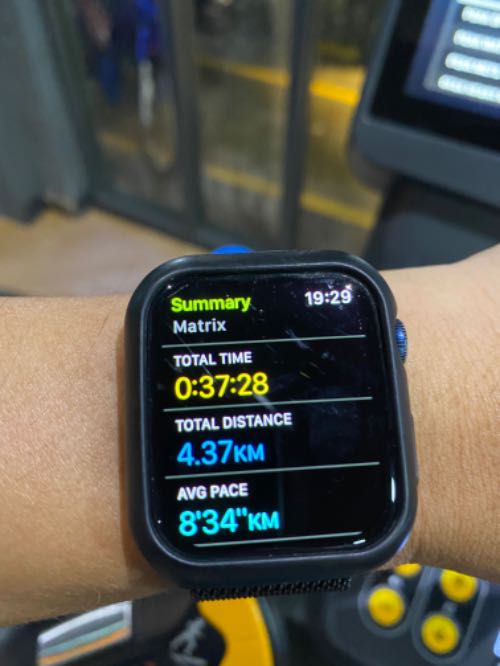 Summary 19:29
Matrix
TOTAL TIME
0:37:28
TOTAL DISTANCE
4.37KM
AVG PACE
8'34"KM